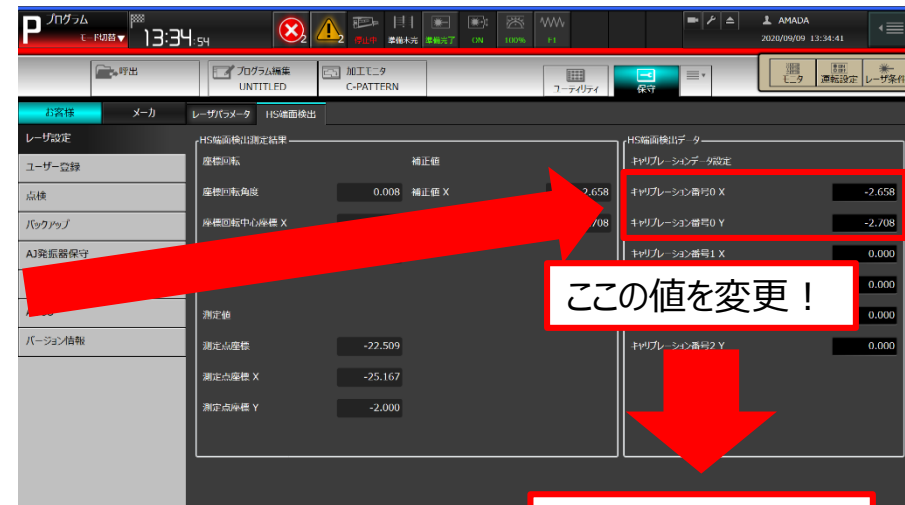 P プログラム
モード切替▼ 13:34:54
2
2
停止中 準備未完 準備完了 ON 100% F1
AMADA
2020/09/09 13:34:41
呼出
プログラム編集
UNTITLED
加工モニタ
C-PATTERN
ユーティリティ
保守
モニタ 運転設定 レーザ条件
お客様 メーカ レーザパラメータ HS端面検出
レーザ設定
ユーザー登録
点検
バックアップ
AJ発振器保守
バージョン情報
HS端面検出測定結果
座標回転 補正値
座標回転角度 0.008 補正値 X 2.658
座標回転中心座標 X 708
測定値
測定点座標 -22.509
測定点座標 X -25.167
測定点座標 Y -2.000
HS端面検出データ
キャリブレーションデータ設定
キャリブレーション番号0 X -2.658
キャリブレーション番号0 Y -2.708
キャリブレーション番号1 X 0.000
0.000
0.000
キャリブレーション番号2 Y 0.000
ここの値を変更！